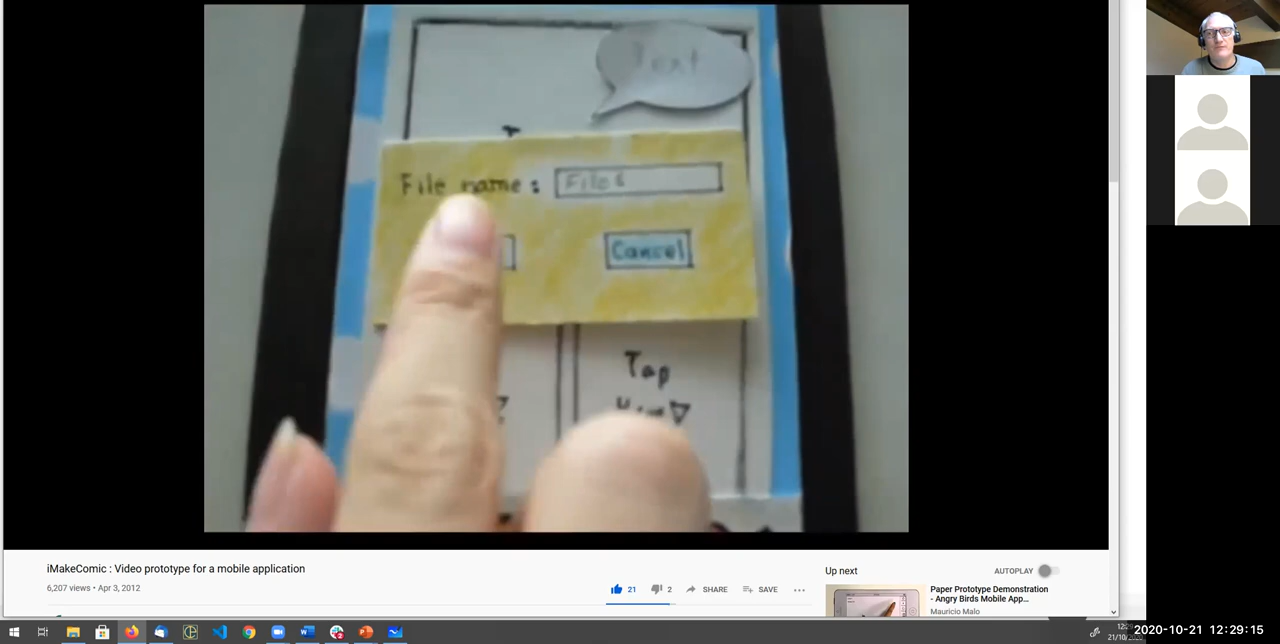 Text
File name: Files
Cancel
Tap
iMakeComic : Video prototype for a mobile application
6,207 views • Apr 3, 2012
21
2
SHARE
SAVE
Up next
AUTOPLAY
Paper Prototype Demonstration
- Angry Birds Mobile App...
Mauricio Malo
2020-10-21 12:29:15